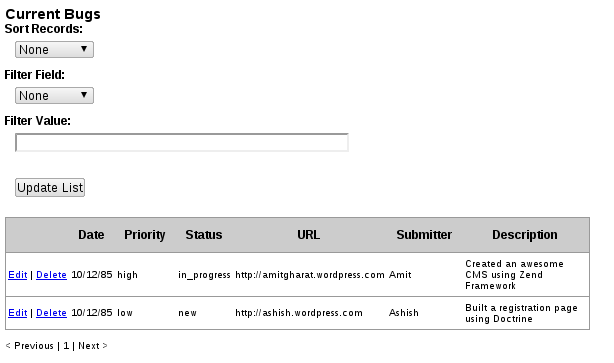 Current Bugs
Sort Records:
None
Filter Field:
None
Filter Value:
Update List
Date Priority Status URL Submitter Description
Edit | Delete 10/12/85 high in_progress http://amitgharat.wordpress.com Amit Created an awesome
CMS using Zend
Framework
Edit | Delete 10/12/85 low new http://ashish.wordpress.com Ashish Built a registration page
using Doctrine
< Previous | 1 | Next >